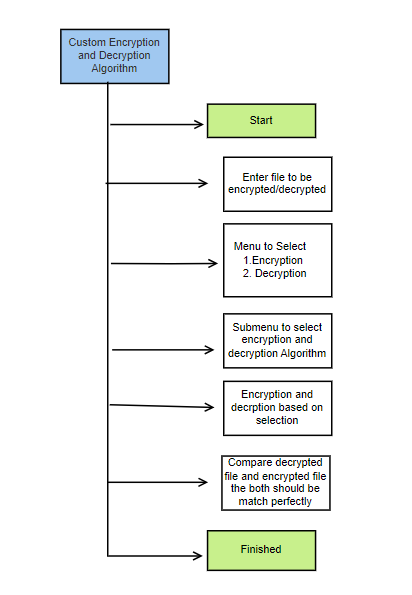 Custom Encryption
and Decryption
Algorithm
Start
Enter file to be
encrypted/decrypted
Menu to Select
1.Encryption
2. Decryption
Submenu to select
encryption and
decryption Algorithm
Encryption and
decrption based on
selection
Compare decrypted
file and encrypted file
the both should be
match perfectly
Finished